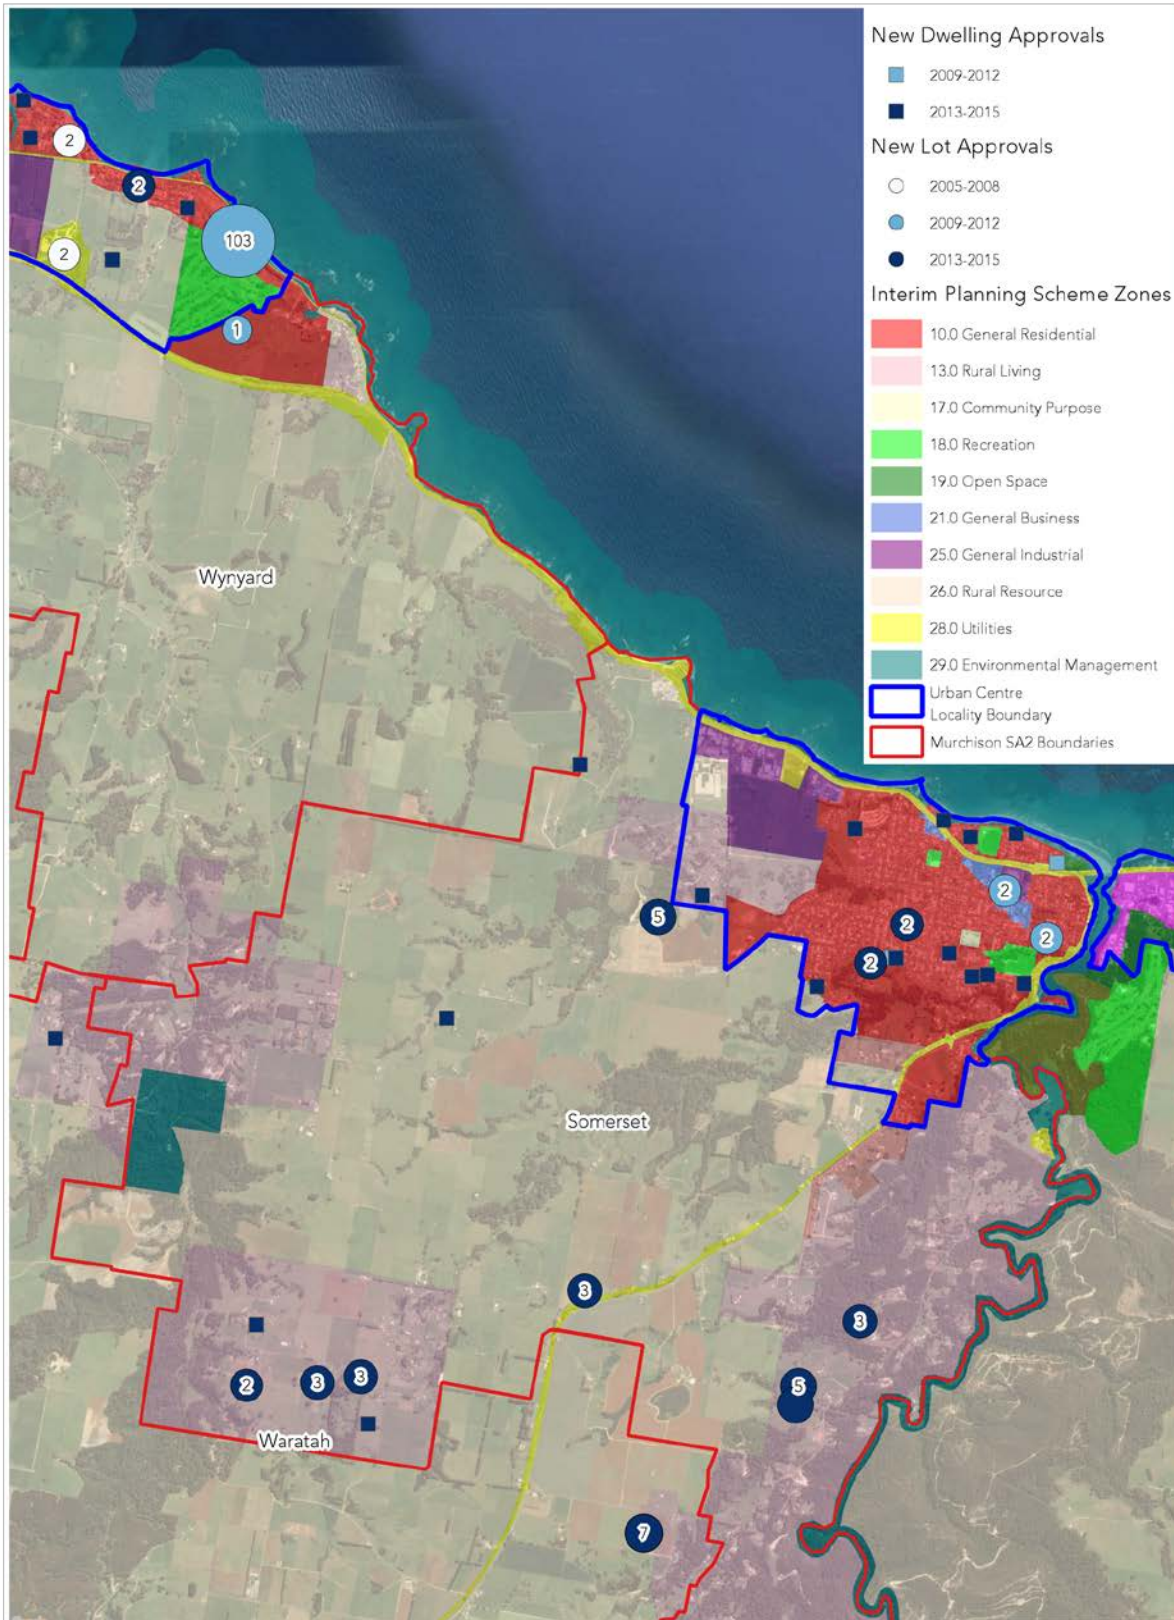 New Dwelling Approvals
2009-2012
2013-2015
New Lot Approvals
2005-2008
2009-2012
2013-2015
Interim Planning Scheme Zones
10.0 General Residential
13.0 Rural Living
17.0 Community Purpose
18.0 Recreation
19.0 Open Space
21.0 General Business
25.0 General Industrial
26.0 Rural Resource
28.0 Utilities
29.0 Environmental Management
Urban Centre
Locality Boundary
Murchison SA2 Boundaries
2
2
103
2
1
Wynyard
2
5
2
2
2
Somerset
3
3
2
3
3
5
Waratah
7